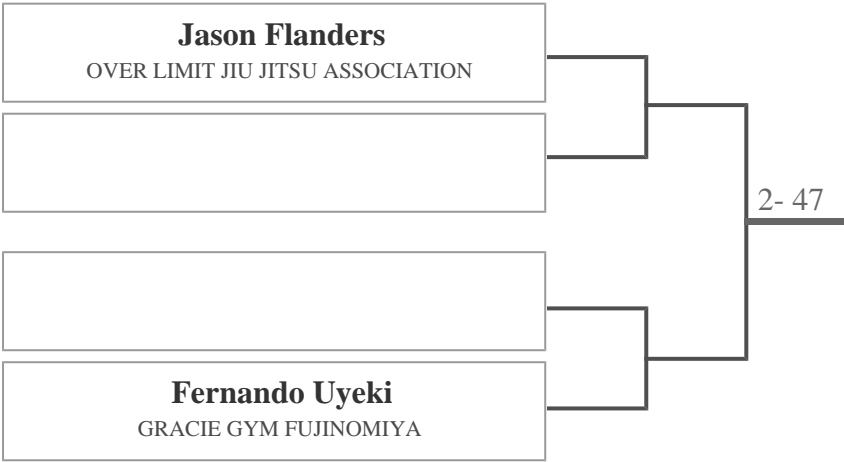 Jason Flanders
OVER LIMIT JIU JITSU ASSOCIATION
2- 47
Fernando Uyeki
GRACIE GYM FUJINOMIYA